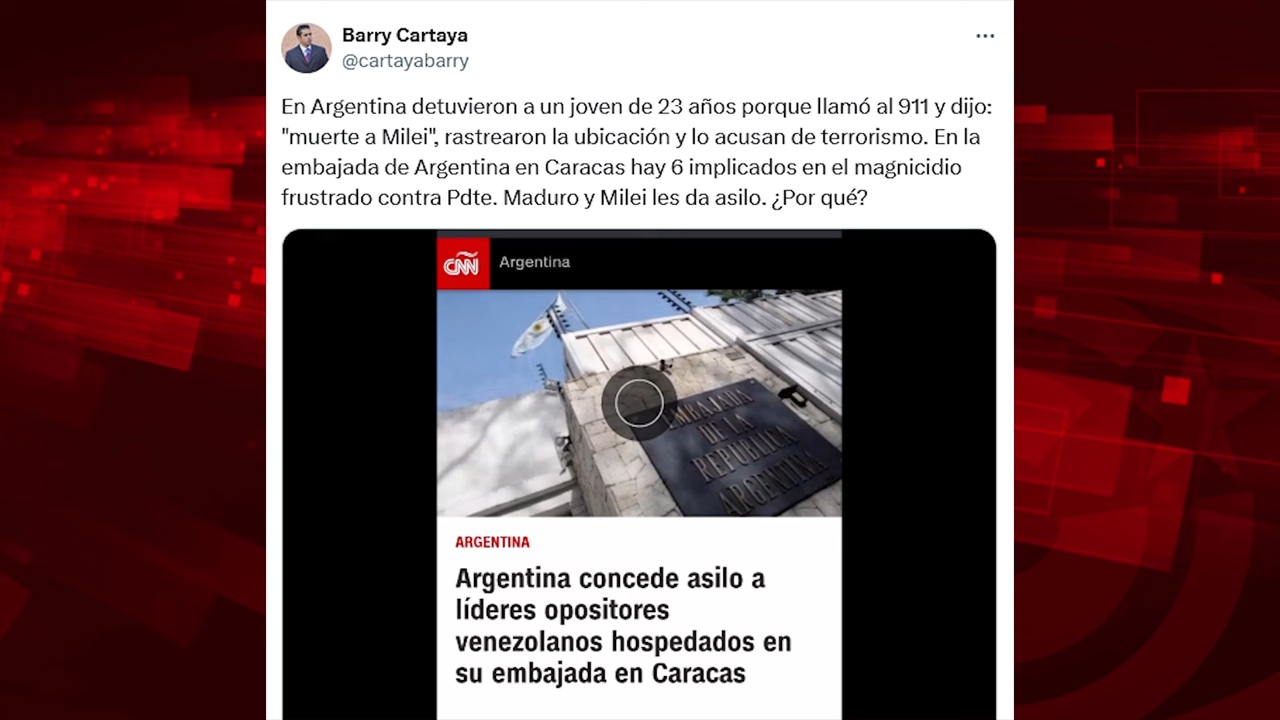 Barry Cartaya
@cartayabarry
En Argentina detuvieron a un joven de 23 años porque llamó al 911 y dijo:
"muerte a Milei", rastrearon la ubicación y lo acusan de terrorismo. En la
embajada de Argentina en Caracas hay 6 implicados en el magnicidio
frustrado contra Pdte. Maduro y Milei les da asilo. ¿Por qué?
CNN Argentina
EMBAJADA
DE LA
REPUBLICA
ARGENTINA
ARGENTINA
Argentina concede asilo a
líderes opositores
venezolanos hospedados en
su embajada en Caracas